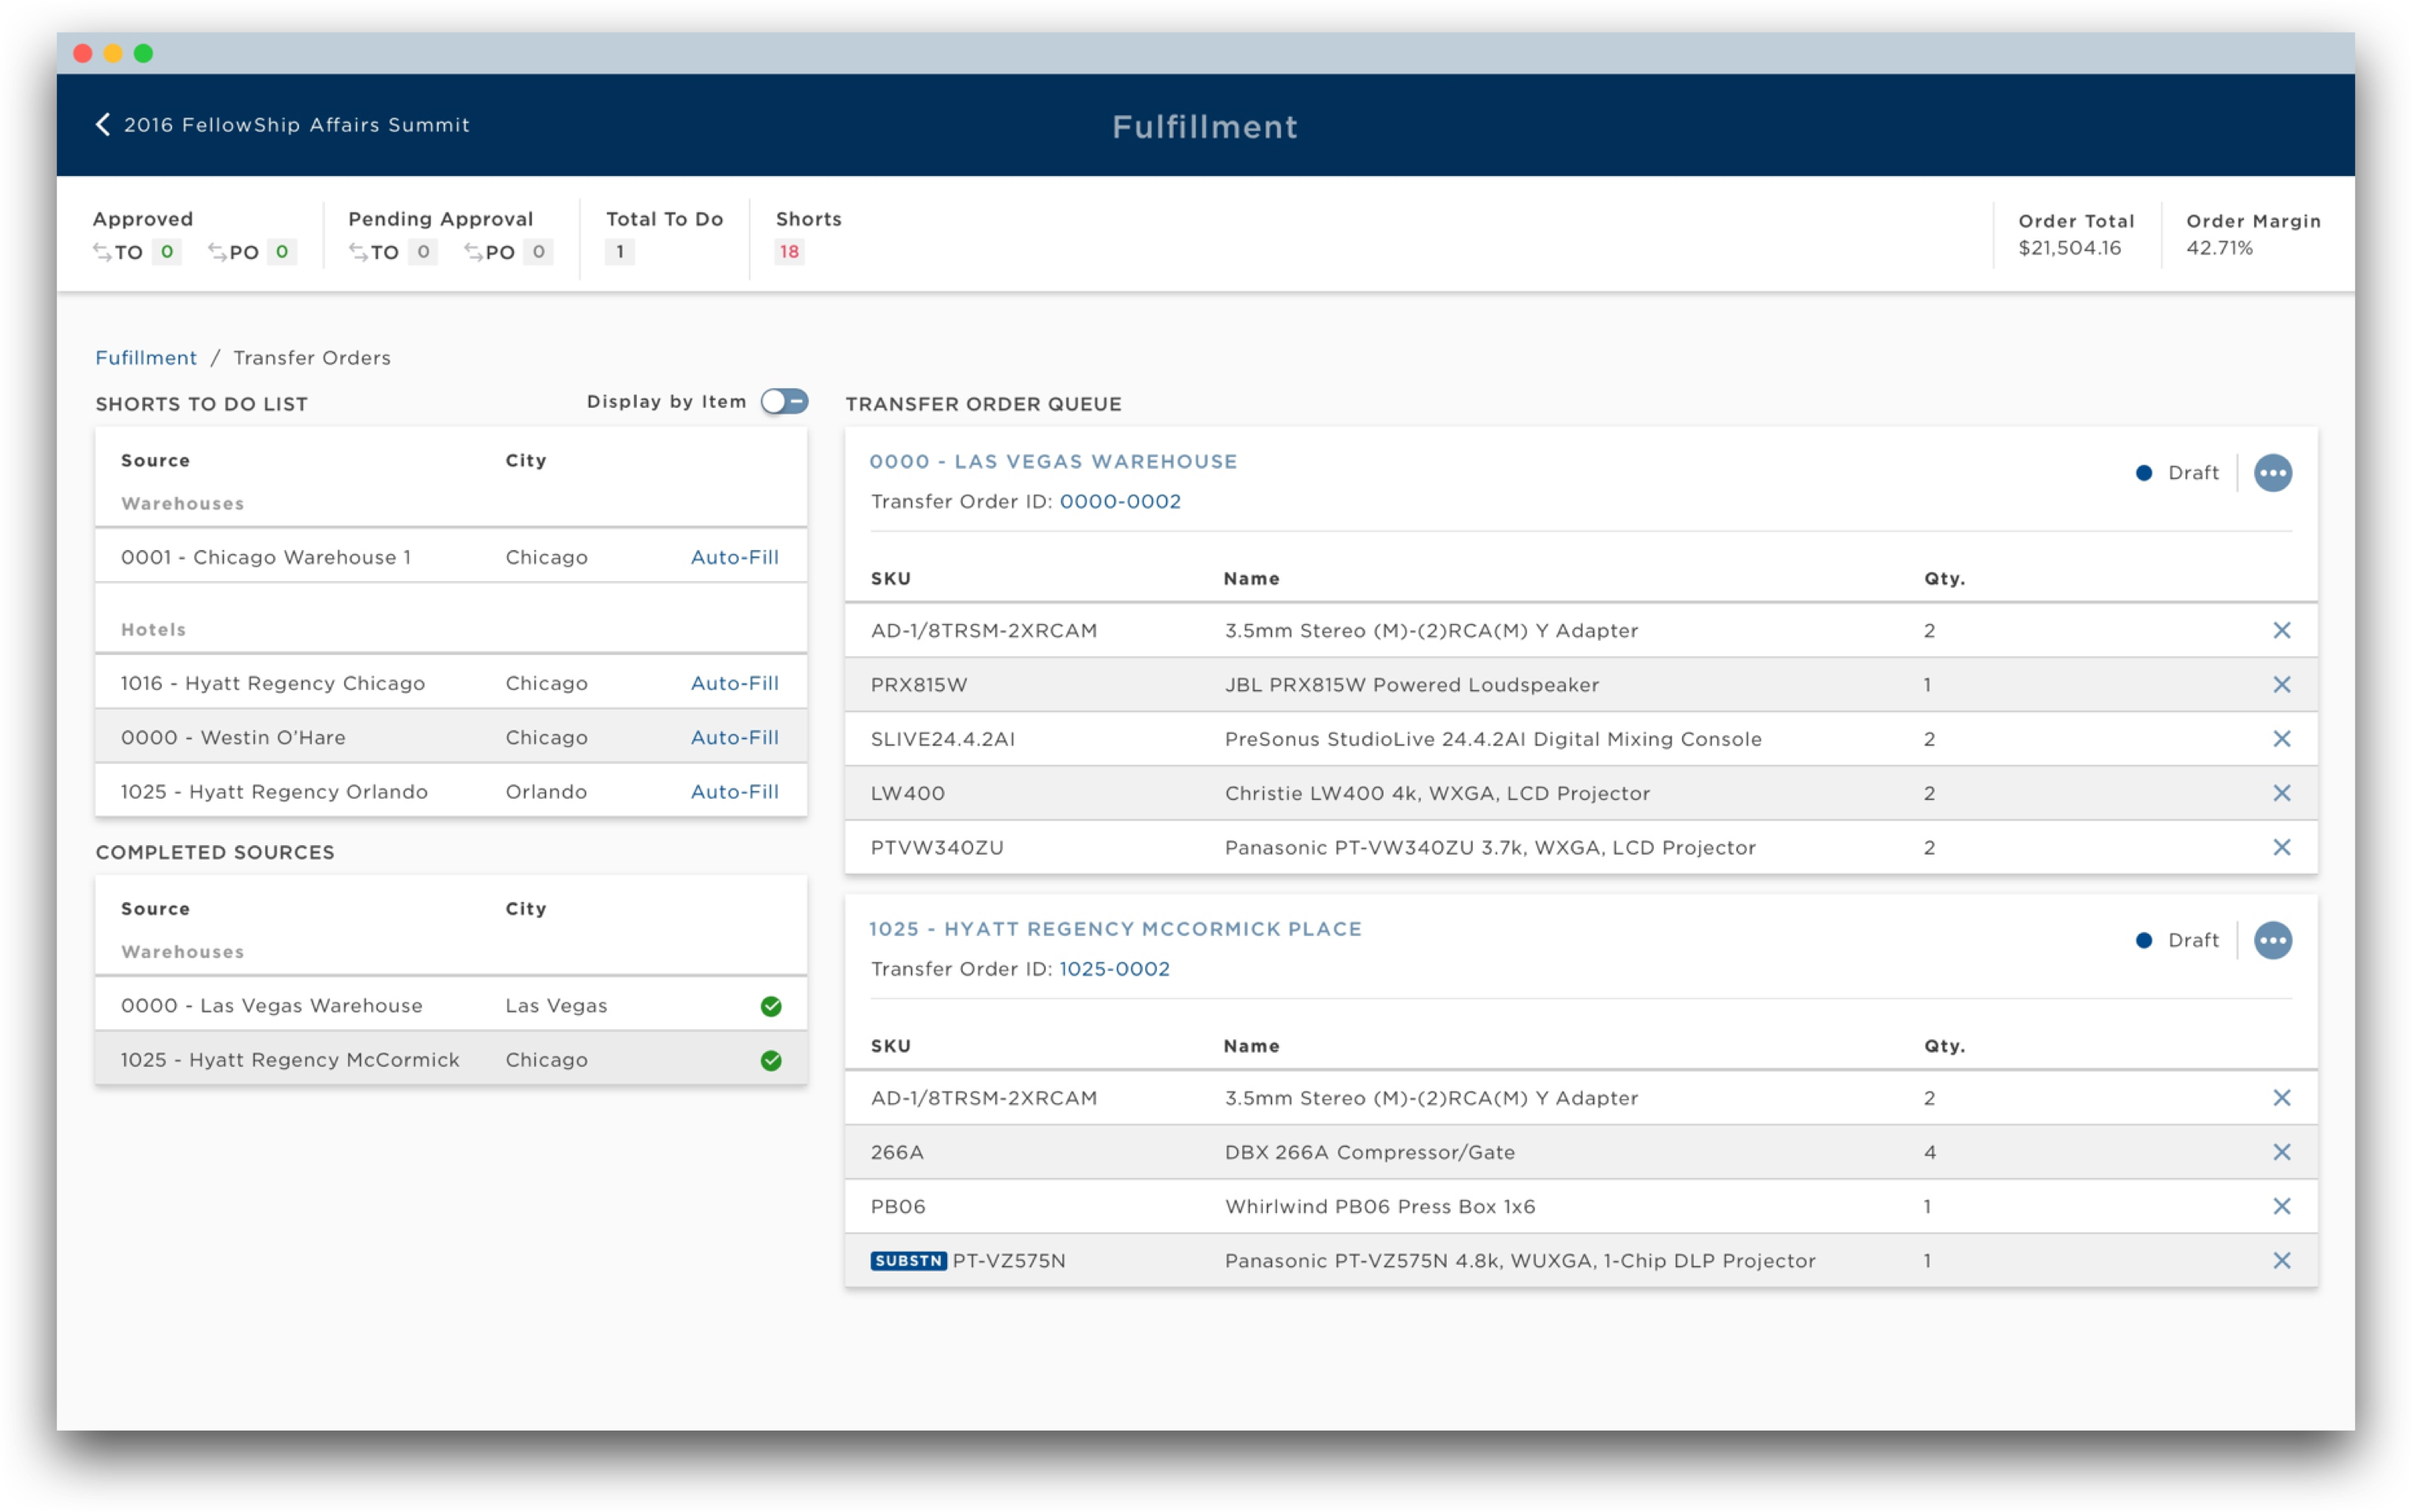 2016 FellowShip Affairs Summit
Fulfillment
Approved
TO 0 PO 0
Pending Approval
TO 0 PO 0
Total To Do
1
Shorts
18
Order Total
$21,504.16
Order Margin
42.71%
Fufillment / Transfer Orders
SHORTS TO DO LIST
Display by Item
Source City
Warehouses
0001 - Chicago Warehouse 1 Chicago Auto-Fill
Hotels
1016 - Hyatt Regency Chicago Chicago Auto-Fill
0000 - Westin O’Hare Chicago Auto-Fill
1025 - Hyatt Regency Orlando Orlando Auto-Fill
COMPLETED SOURCES
Source City
Warehouses
0000 - Las Vegas Warehouse Las Vegas
1025 - Hyatt Regency McCormick Chicago
TRANSFER ORDER QUEUE
0000 - LAS VEGAS WAREHOUSE
Draft
Transfer Order ID: 0000-0002
SKU Name Qty.
AD-1/8TRSM-2XRCAM 3.5mm Stereo (M)-(2)RCA(M) Y Adapter 2
PRX815W JBL PRX815W Powered Loudspeaker 1
SLIVE24.4.2AI PreSonus StudioLive 24.4.2AI Digital Mixing Console 2
LW400 Christie LW400 4k, WXGA, LCD Projector 2
PTVW340ZU Panasonic PT-VW340ZU 3.7k, WXGA, LCD Projector 2
1025 - HYATT REGENCY MCCORMICK PLACE
Draft
Transfer Order ID: 1025-0002
SKU Name Qty.
AD-1/8TRSM-2XRCAM 3.5mm Stereo (M)-(2)RCA(M) Y Adapter 2
266A DBX 266A Compressor/Gate 4
PB06 Whirlwind PB06 Press Box 1x6 1
SUBSTN PT-VZ575N Panasonic PT-VZ575N 4.8k, WUXGA, 1-Chip DLP Projector 1